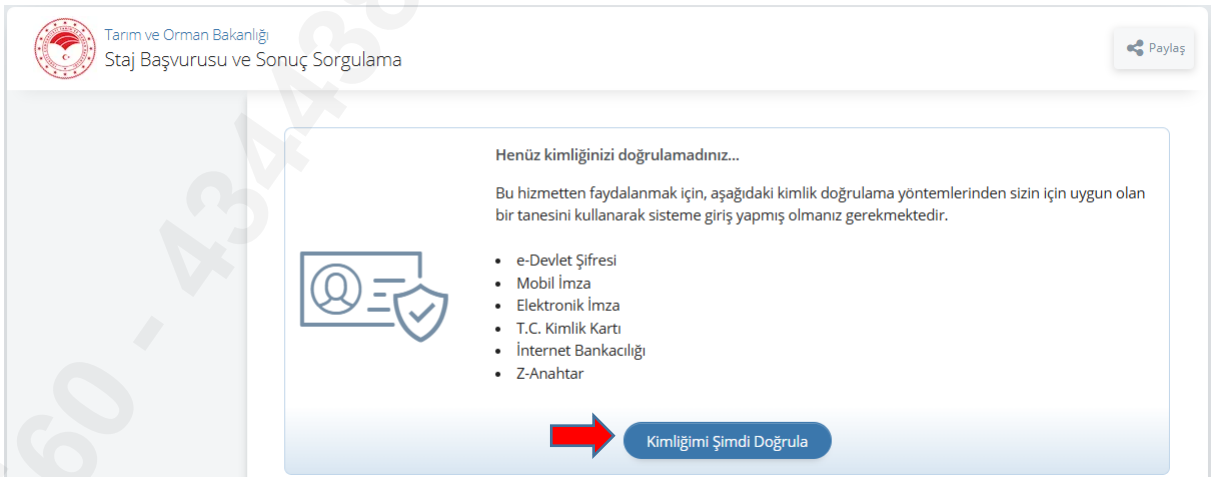 Tarım ve Orman Bakanlığı
Staj Başvurusu ve Sonuç Sorgulama
Paylaş
Henüz kimliğinizi doğrulamadınız...
Bu hizmetten faydalanmak için, aşağıdaki kimlik doğrulama yöntemlerinden sizin için uygun olan
bir tanesini kullanarak sisteme giriş yapmış olmanız gerekmektedir.
• e-Devlet Şifresi
• Mobil İmza
• Elektronik İmza
• T.C. Kimlik Kartı
• İnternet Bankacılığı
• Z-Anahtar
Kimliğimi Şimdi Doğrula